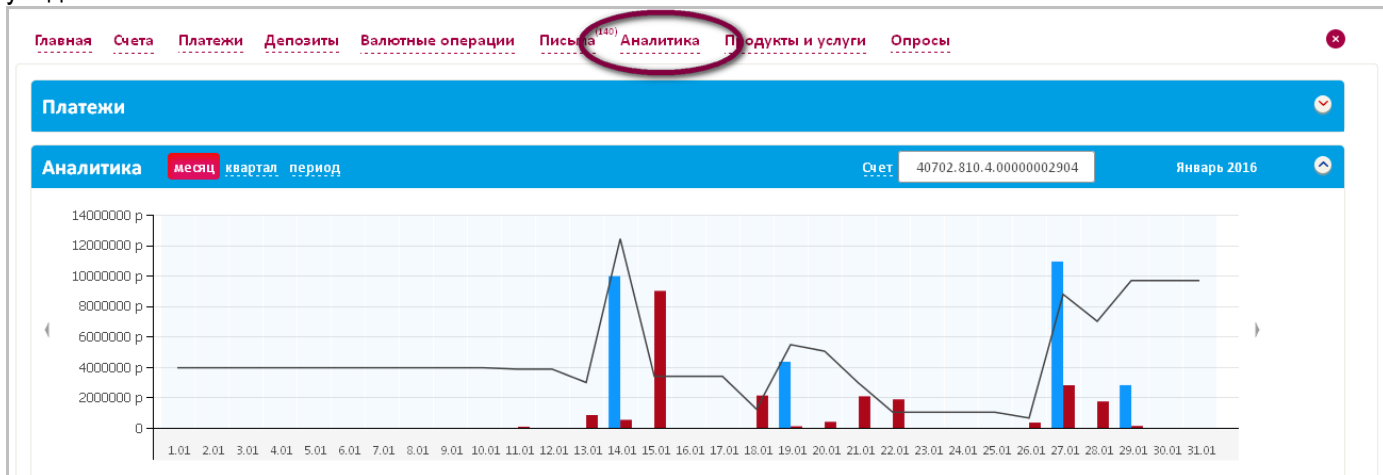 Главная Счета Платежи Депозиты Валютные операции Письма (140) Аналитика Продукты и услуги Опросы
Платежи
Аналитика месяц квартал период Счет 40702.810.4.00000002904 Январь 2016
14000000 р
12000000 р
10000000 р
8000000 р
6000000 р
4000000 р
2000000 р
0
1.01 2.01 3.01 4.01 5.01 6.01 7.01 8.01 9.01 10.01 11.01 12.01 13.01 14.01 15.01 16.01 17.01 18.01 19.01 20.01 21.01 22.01 23.01 24.01 25.01 26.01 27.01 28.01 29.01 30.01 31.01